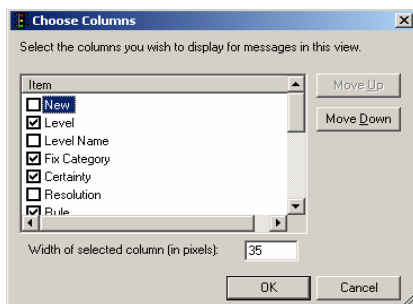 Choose Columns
Select the columns you wish to display for messages in this view.
Item
New
Level
Level Name
Fix Category
Certainty
Resolution
Rule
Move Up
Move Down
Width of selected column (in pixels): 35
OK Cancel